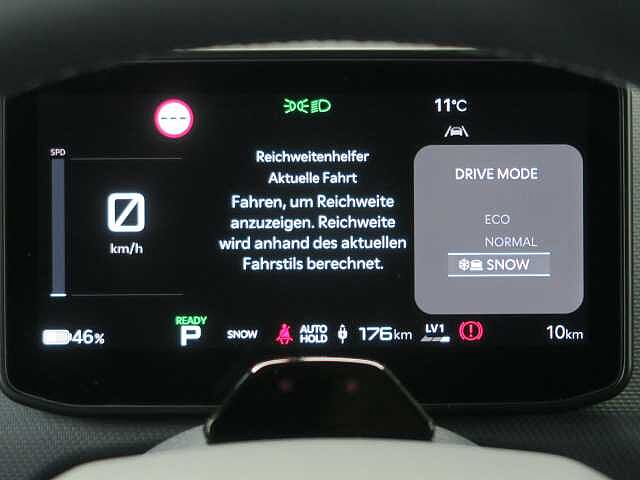 11°C
SPD
0
km/h
Reichweitenhelfer
Aktuelle Fahrt
Fahren, um Reichweite
anzuzeigen. Reichweite
wird anhand des aktuellen
Fahrstils berechnet.
DRIVE MODE
ECO
NORMAL
SNOW
46%
READY
P
SNOW
AUTO
HOLD
176km
LV1
10km